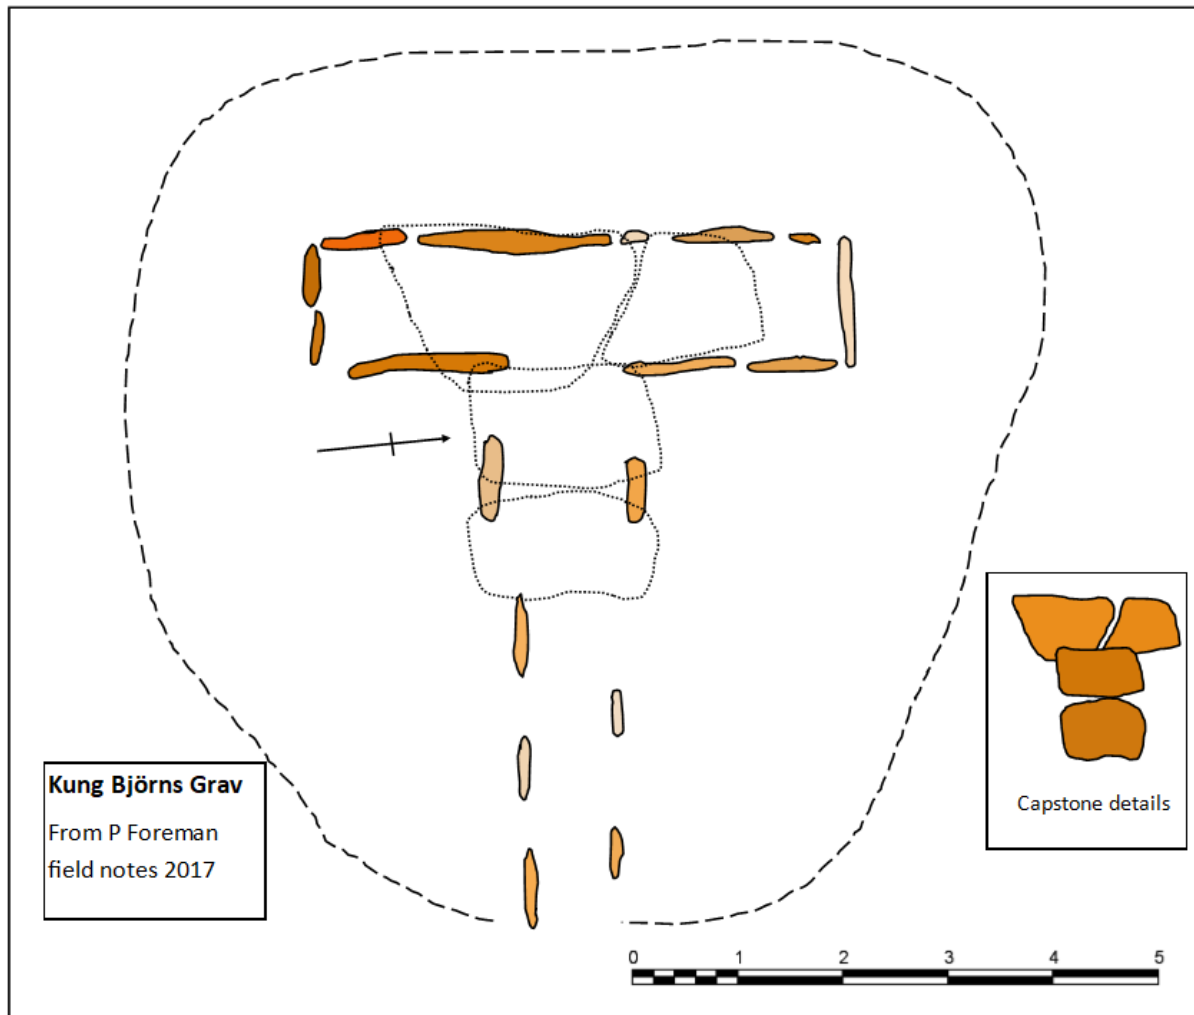 Kung Björns Grav
From P Foreman
field notes 2017
Capstone details
0 1 2 3 4 5